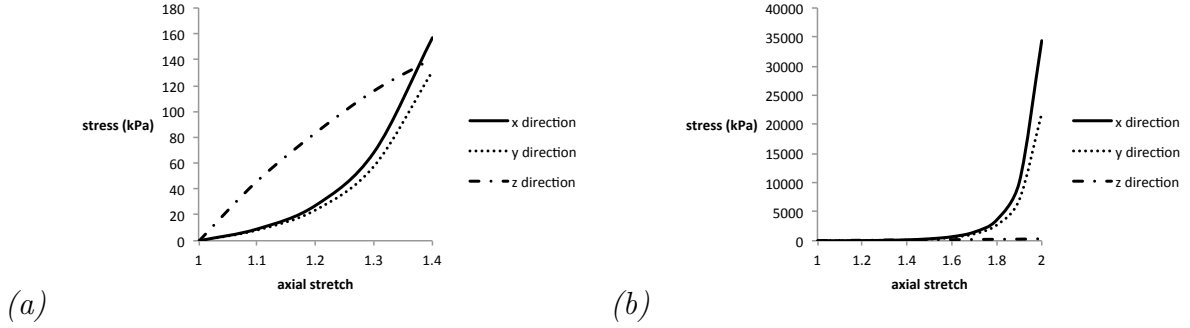 180
160
140
120
100
80
60
40
20
0
stress (kPa)
1 1.1 1.2 1.3 1.4
axial stretch
x direction
y direction
z direction
(a)
40000
35000
30000
25000
20000
15000
10000
5000
0
stress (kPa)
1 1.2 1.4 1.6 1.8 2
axial stretch
x direction
y direction
z direction
(b)